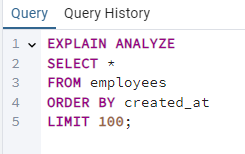 Query Query History
1 EXPLAIN ANALYZE
2 SELECT *
3 FROM employees
4 ORDER BY created_at
5 LIMIT 100;